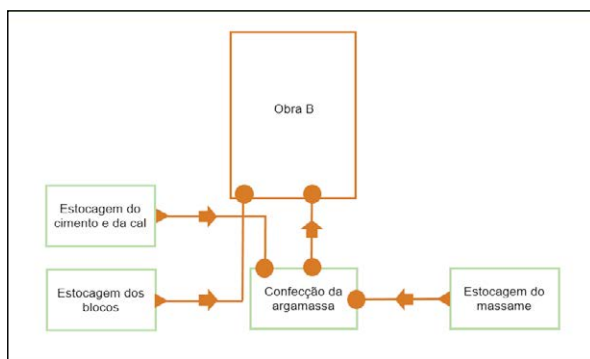 Obra B
Estocagem do
cimento e da cal
Estocagem dos
blocos
Confecção da
argamassa
Estocagem do
massame